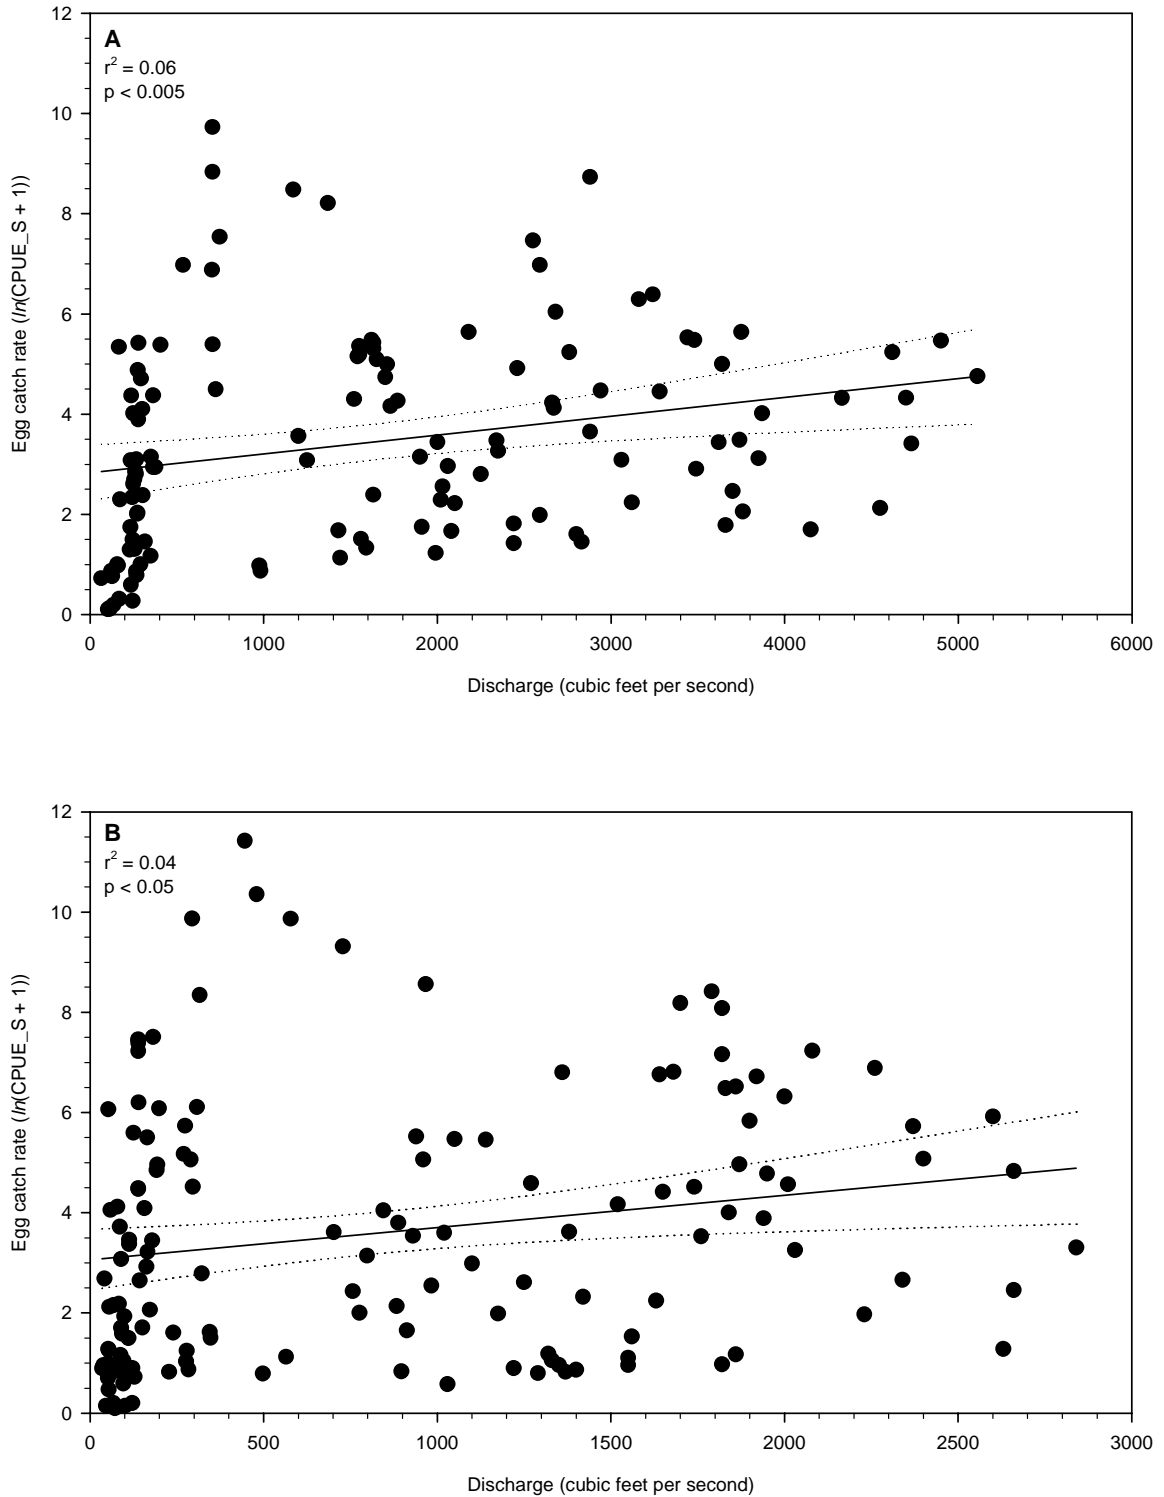 12
A
r² = 0.06
p < 0.005
10
8
6
4
2
0
Egg catch rate (ln(CPUE_S + 1))
0 1000 2000 3000 4000 5000 6000
Discharge (cubic feet per second)
12
B
r² = 0.04
p < 0.05
10
8
6
4
2
0
Egg catch rate (ln(CPUE_S + 1))
0 500 1000 1500 2000 2500 3000
Discharge (cubic feet per second)